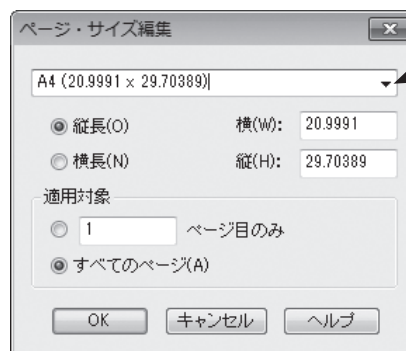 ページ・サイズ編集
A4 (20.9991 x 29.70389)
縦長(O) 横(W): 20.9991
横長(N) 縦(H): 29.70389
適用対象
1 ページ目のみ
すべてのページ(A)
OK キャンセル ヘルプ